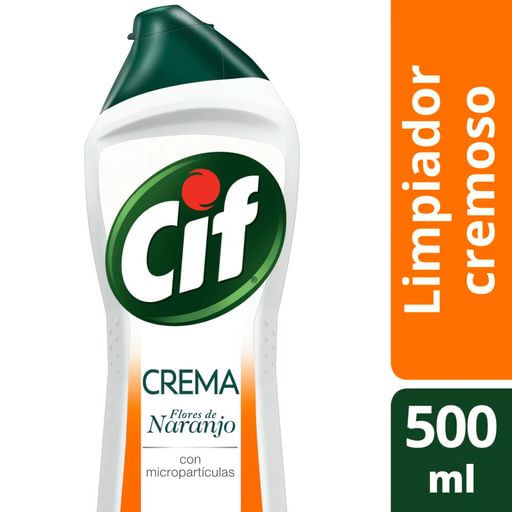 Cif
CREMA
Flores de
Naranjo
con
micropartículas
Limpiador
cremoso
500
ml